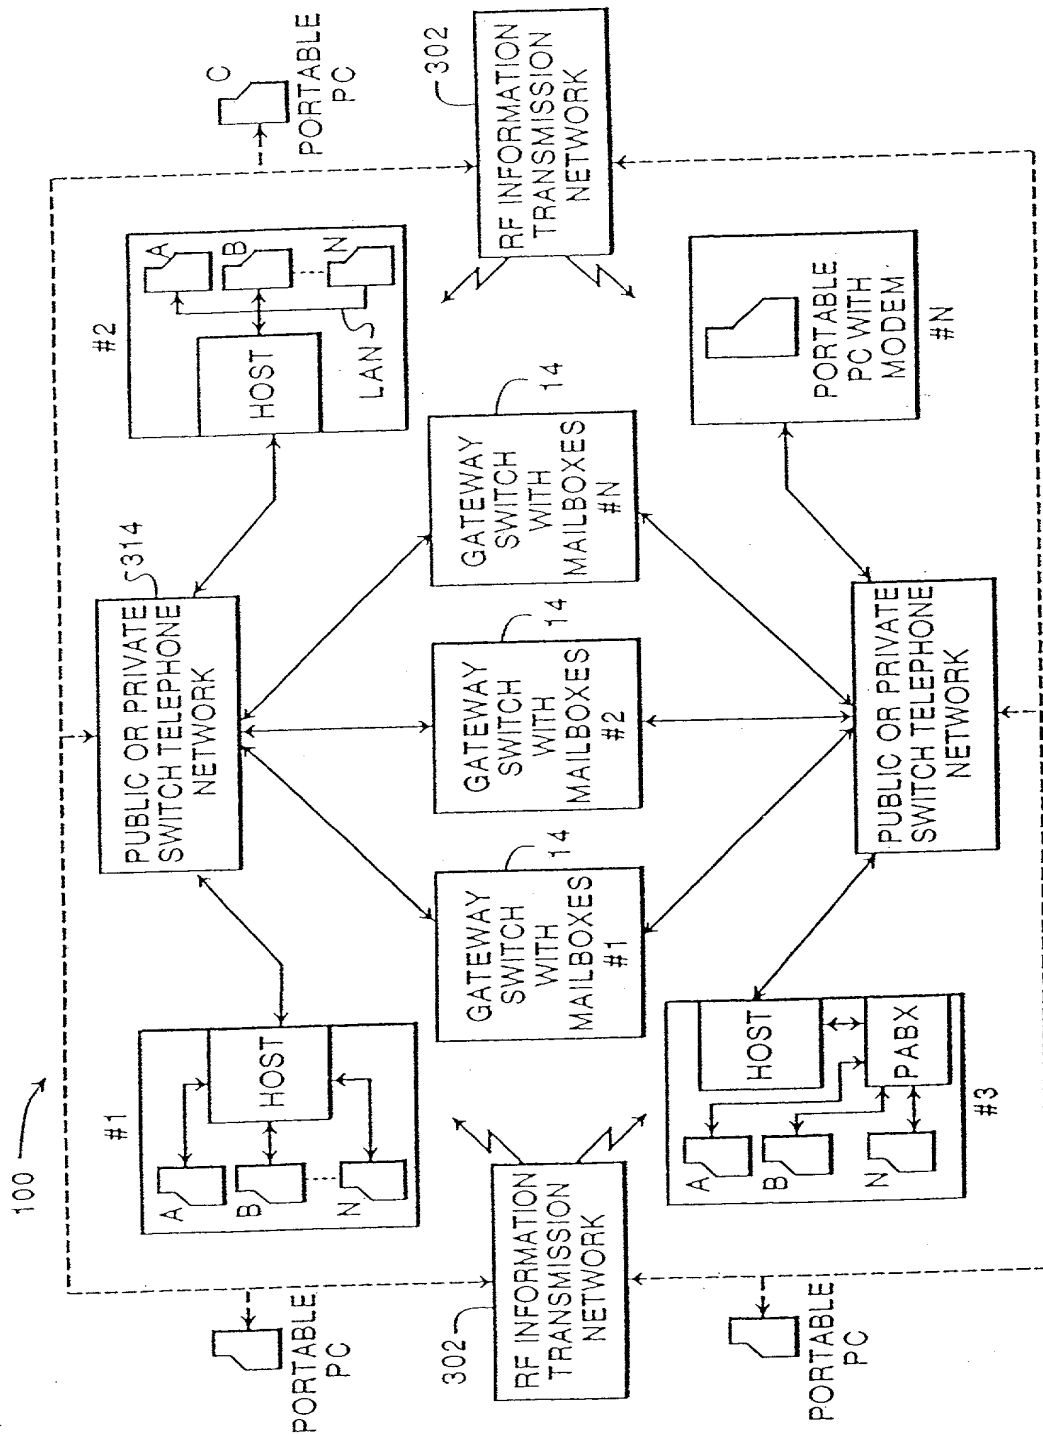 100
#1
A
B
N
HOST
PUBLIC OR PRIVATE
SWITCH TELEPHONE
NETWORK
314
#2
HOST
A
B
N
LAN
C
PORTABLE
PC
PORTABLE
PC
302
RF INFORMATION
TRANSMISSION
NETWORK
GATEWAY
SWITCH
WITH
MAILBOXES
#1
14
GATEWAY
SWITCH
WITH
MAILBOXES
#2
14
GATEWAY
SWITCH
WITH
MAILBOXES
#N
14
302
RF INFORMATION
TRANSMISSION
NETWORK
PORTABLE
PC
A
B
N
HOST
PABX
#3
PUBLIC OR PRIVATE
SWITCH TELEPHONE
NETWORK
PORTABLE
PC WITH
MODEM
#N